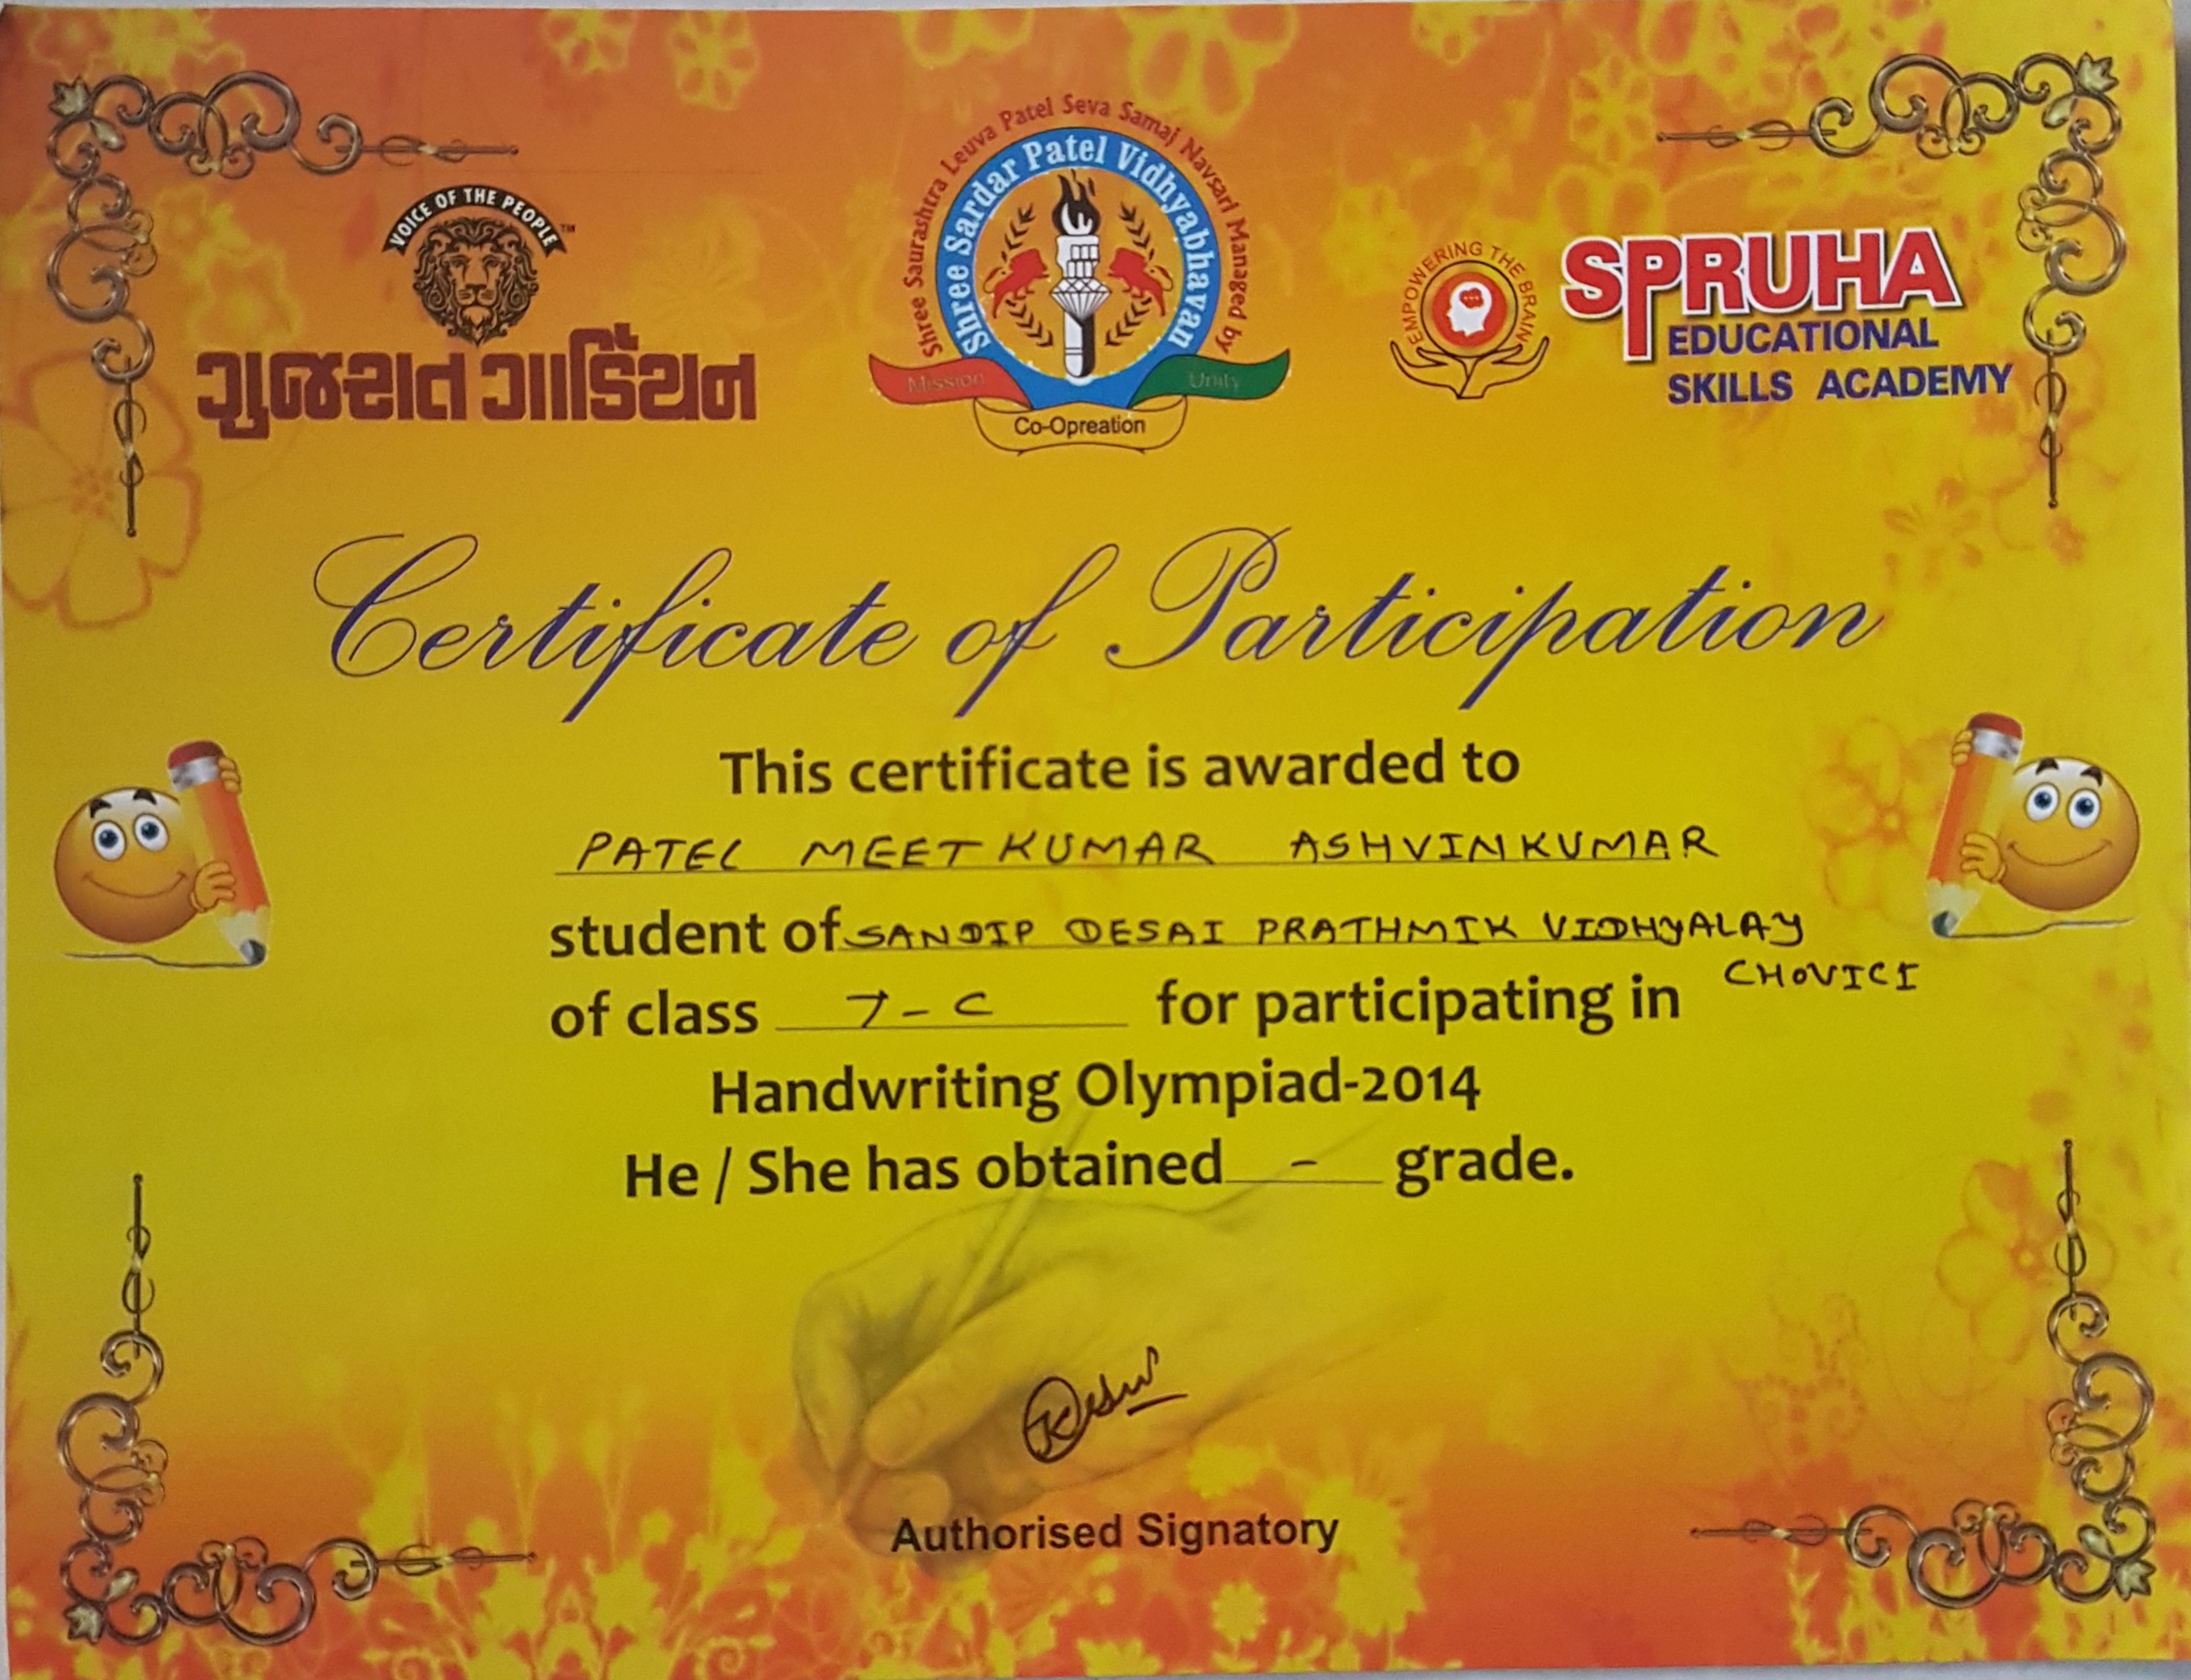 VOICE OF THE PEOPLE™
ગુજરાત ગાર્ડિયન
Shree Saurashtra Leuva Patel Seva Samaj Navsari Managed by
Shree Sardar Patel Vidhyabhavan
Mission
Unity
Co-Opreation
EMPOWERING THE BRAIN
SPRUHA
EDUCATIONAL
SKILLS ACADEMY
Certificate of Participation
This certificate is awarded to
PATEL MEETKUMAR ASHVINKUMAR
student of SANDIP DESAI PRATHMIK VIDHYALAY
CHOVICI
of class 7-C for participating in
Handwriting Olympiad-2014
He / She has obtained - grade.
Authorised Signatory